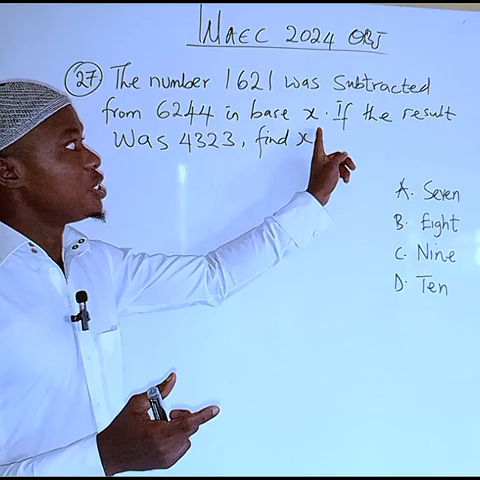 WAEC 2024 OBJ
27 The number 1621 was Subtracted
from 6244 in base x. If the result
Was 4323, find x
A. Seven
B. Eight
C. Nine
D. Ten